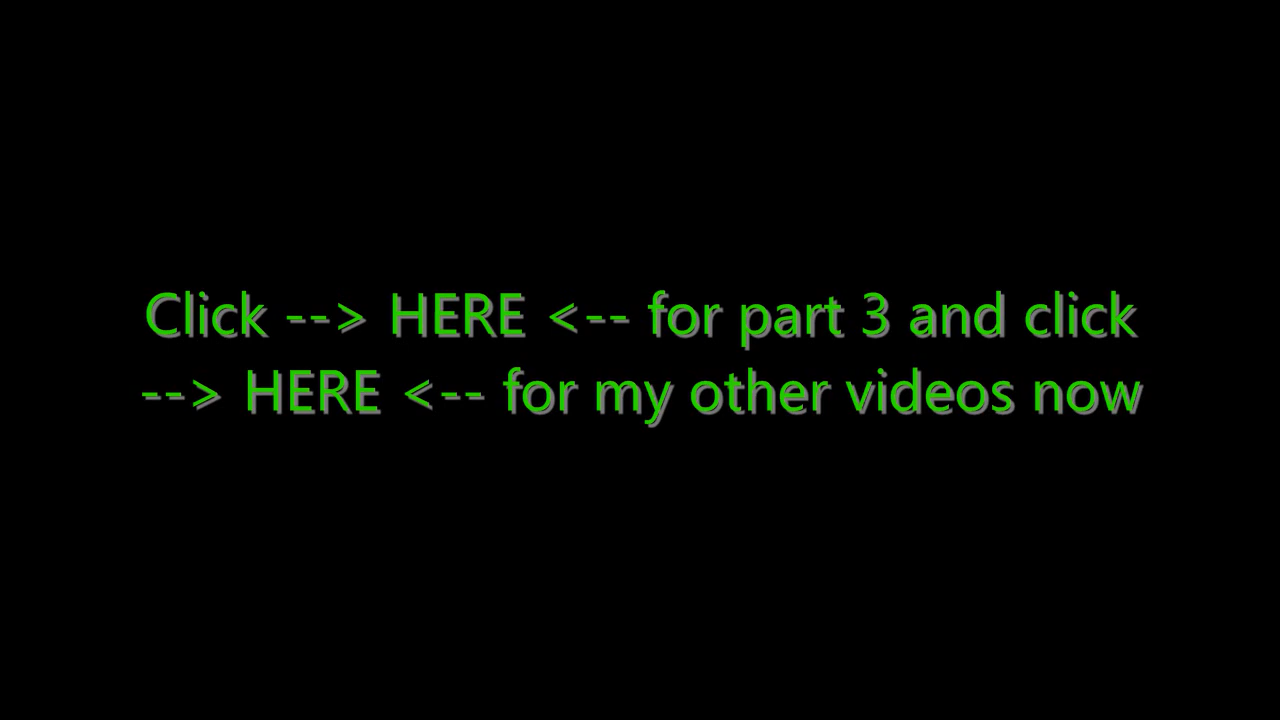 Click --> HERE <-- for part 3 and click
--> HERE <-- for my other videos now